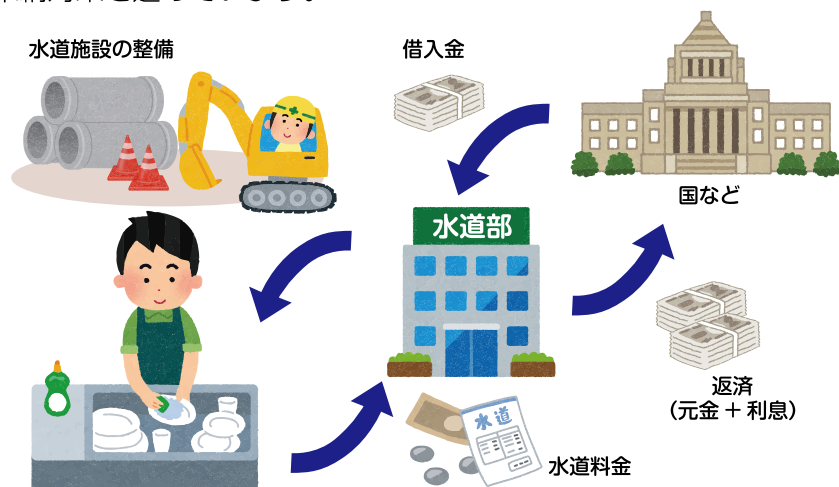 水道施設の整備
借入金
国など
水道部
返済
（元金 + 利息）
水道
水道料金